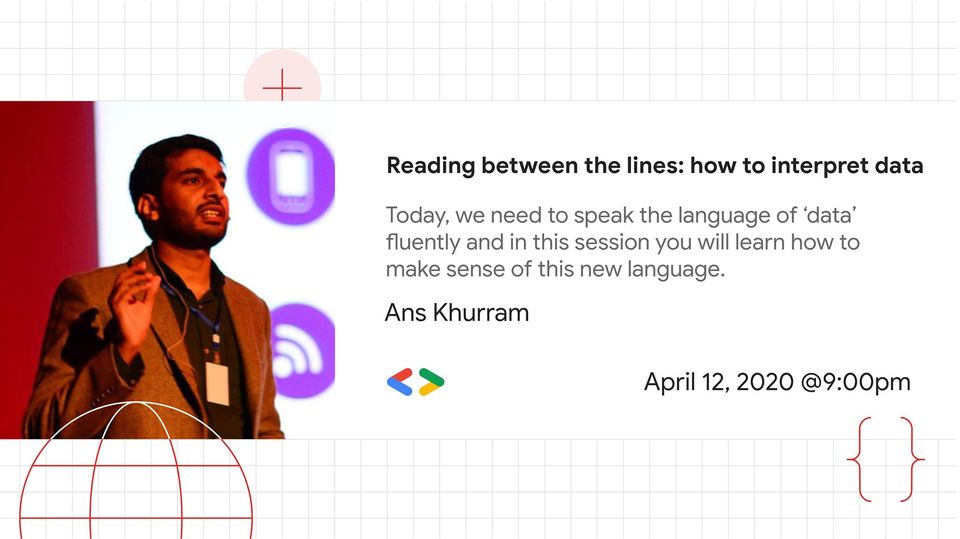 Reading between the lines: how to interpret data
Today, we need to speak the language of ‘data’
fluently and in this session you will learn how to
make sense of this new language.
Ans Khurram
April 12, 2020 @9:00pm